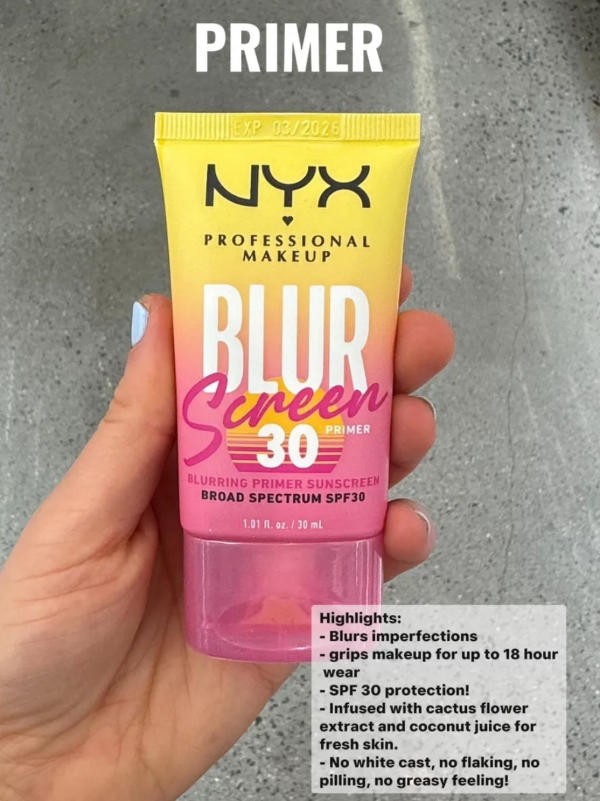 PRIMER
EXP 03/2026
NYX
PROFESSIONAL
MAKEUP
BLUR
Screen
30 PRIMER
BLURRING PRIMER SUNSCREEN
BROAD SPECTRUM SPF30
1.01 fl. oz. / 30 mL
Highlights:
- Blurs imperfections
- grips makeup for up to 18 hour
wear
- SPF 30 protection!
- Infused with cactus flower
extract and coconut juice for
fresh skin.
- No white cast, no flaking, no
pilling, no greasy feeling!